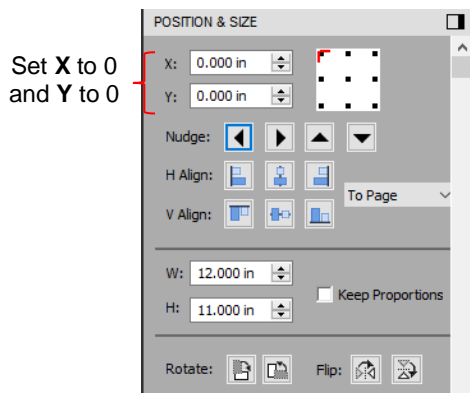 POSITION & SIZE
Set X to 0
and Y to 0
X: 0.000 in
Y: 0.000 in
Nudge:
H Align:
To Page
V Align:
W: 12.000 in
Keep Proportions
H: 11.000 in
Rotate: Flip: